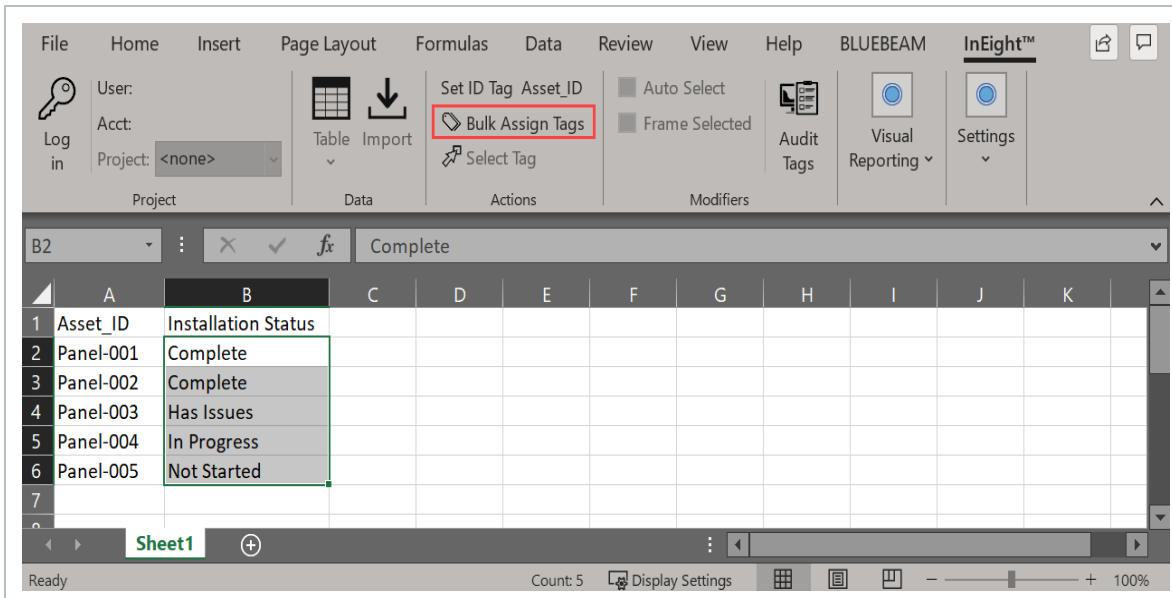 File Home Insert Page Layout Formulas Data Review View Help BLUEBEAM InEight™
User:
Acct:
Log in
Project: <none>
Project
Table
Import
Data
Set ID Tag Asset_ID
Bulk Assign Tags
Select Tag
Actions
Auto Select
Frame Selected
Modifiers
Audit
Tags
Visual
Reporting
Settings
B2 fx Complete
A B C D E F G H I J K
1 Asset_ID Installation Status
2 Panel-001 Complete
3 Panel-002 Complete
4 Panel-003 Has Issues
5 Panel-004 In Progress
6 Panel-005 Not Started
7
Sheet1
Ready Count: 5 Display Settings 100%